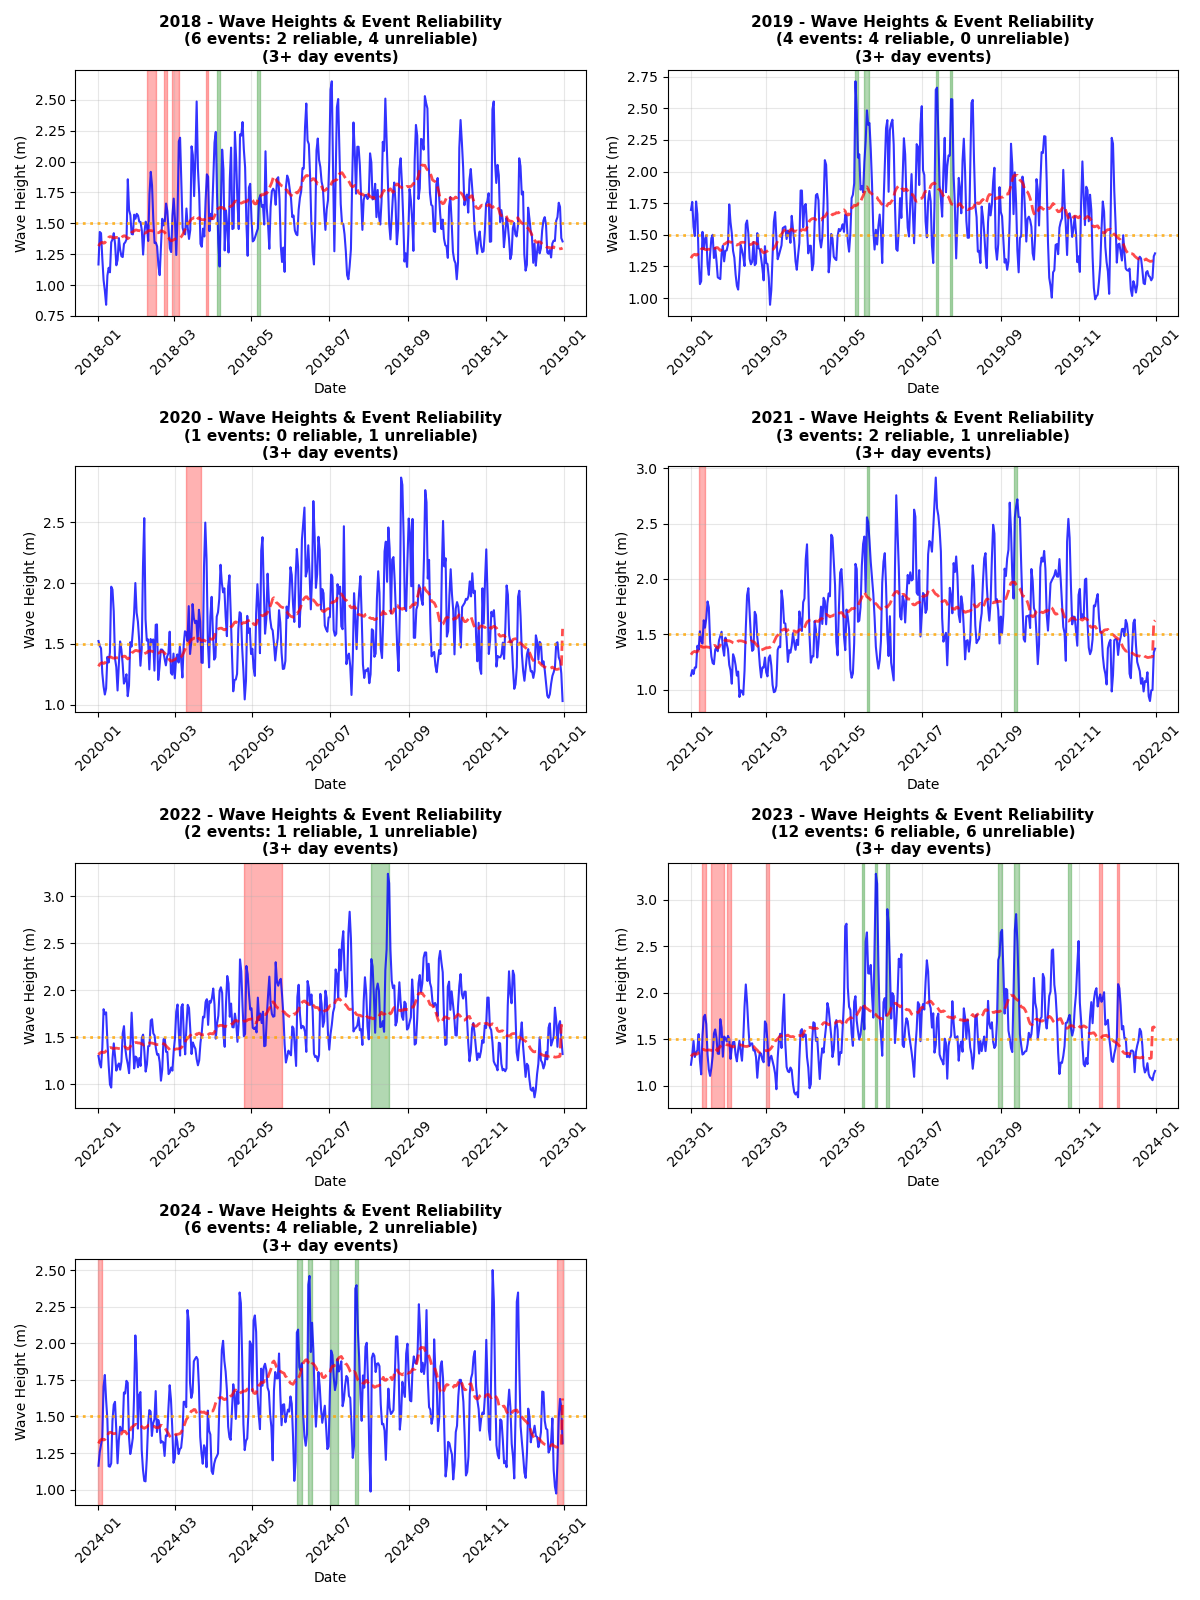 2018 - Wave Heights & Event Reliability
(6 events: 2 reliable, 4 unreliable)
(3+ day events)
Wave Height (m)
2.50
2.25
2.00
1.75
1.50
1.25
1.00
0.75
2018-01
2018-03
2018-05
2018-07
2018-09
2018-11
2019-01
Date
2019 - Wave Heights & Event Reliability
(4 events: 4 reliable, 0 unreliable)
(3+ day events)
Wave Height (m)
2.75
2.50
2.25
2.00
1.75
1.50
1.25
1.00
2019-01
2019-03
2019-05
2019-07
2019-09
2019-11
2020-01
Date
2020 - Wave Heights & Event Reliability
(1 events: 0 reliable, 1 unreliable)
(3+ day events)
Wave Height (m)
2.5
2.0
1.5
1.0
2020-01
2020-03
2020-05
2020-07
2020-09
2020-11
2021-01
Date
2021 - Wave Heights & Event Reliability
(3 events: 2 reliable, 1 unreliable)
(3+ day events)
Wave Height (m)
3.0
2.5
2.0
1.5
1.0
2021-01
2021-03
2021-05
2021-07
2021-09
2021-11
2022-01
Date
2022 - Wave Heights & Event Reliability
(2 events: 1 reliable, 1 unreliable)
(3+ day events)
Wave Height (m)
3.0
2.5
2.0
1.5
1.0
2022-01
2022-03
2022-05
2022-07
2022-09
2022-11
2023-01
Date
2023 - Wave Heights & Event Reliability
(12 events: 6 reliable, 6 unreliable)
(3+ day events)
Wave Height (m)
3.0
2.5
2.0
1.5
1.0
2023-01
2023-03
2023-05
2023-07
2023-09
2023-11
2024-01
Date
2024 - Wave Heights & Event Reliability
(6 events: 4 reliable, 2 unreliable)
(3+ day events)
Wave Height (m)
2.50
2.25
2.00
1.75
1.50
1.25
1.00
2024-01
2024-03
2024-05
2024-07
2024-09
2024-11
2025-01
Date